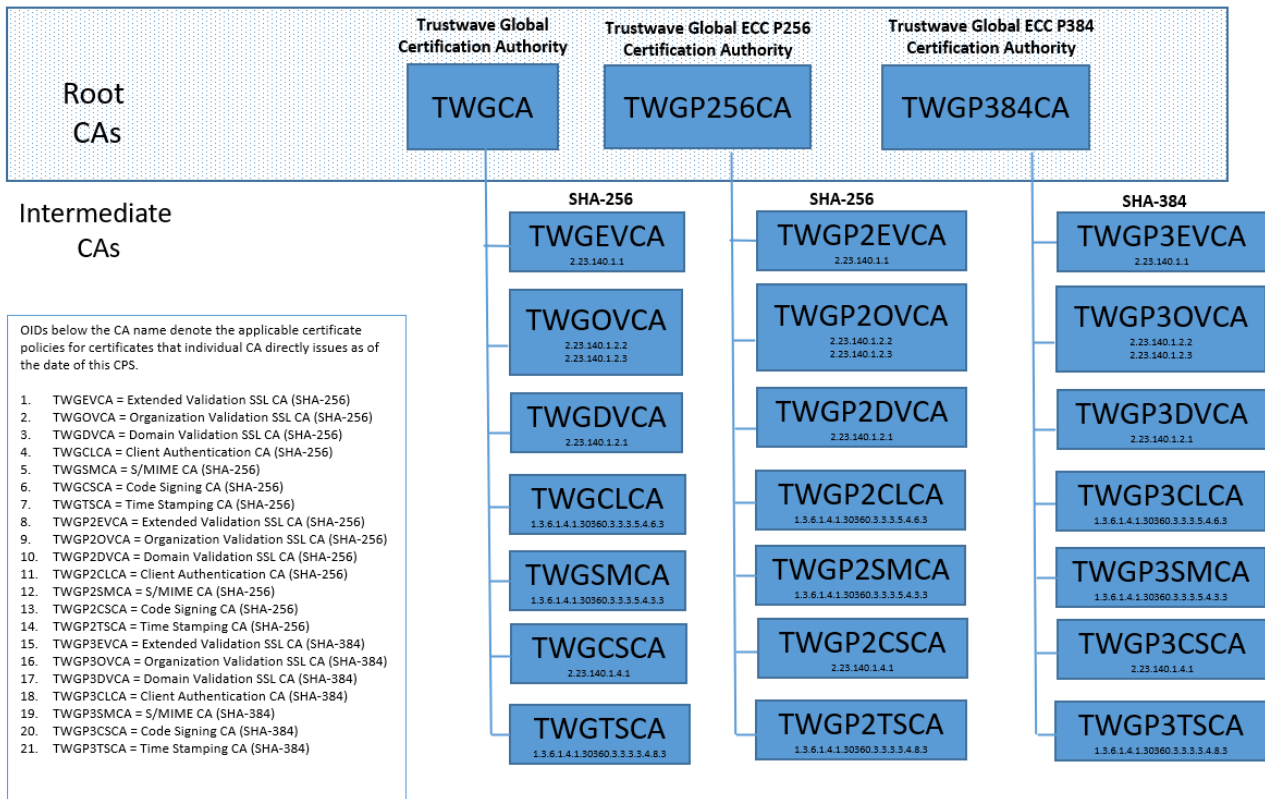 Trustwave Global
Certification Authority
Trustwave Global ECC P256
Certification Authority
Trustwave Global ECC P384
Certification Authority
Root
CAs
TWGCA
TWGP256CA
TWGP384CA
Intermediate
CAs
SHA-256
SHA-256
SHA-384
TWGEVCA
2.23.140.1.1
TWGP2EVCA
2.23.140.1.1
TWGP3EVCA
2.23.140.1.1
TWGOVCA
2.23.140.1.2.2
2.23.140.1.2.3
TWGP2OVCA
2.23.140.1.2.2
2.23.140.1.2.3
TWGP3OVCA
2.23.140.1.2.2
2.23.140.1.2.3
TWGDVCA
2.23.140.1.2.1
TWGP2DVCA
2.23.140.1.2.1
TWGP3DVCA
2.23.140.1.2.1
TWGCLCA
1.3.6.1.4.1.30360.3.3.3.5.4.6.3
TWGP2CLCA
1.3.6.1.4.1.30360.3.3.3.5.4.6.3
TWGP3CLCA
1.3.6.1.4.1.30360.3.3.3.5.4.6.3
TWGSMCA
1.3.6.1.4.1.30360.3.3.3.5.4.3.3
TWGP2SMCA
1.3.6.1.4.1.30360.3.3.3.5.4.3.3
TWGP3SMCA
1.3.6.1.4.1.30360.3.3.3.5.4.3.3
TWGCSCA
2.23.140.1.4.1
TWGP2CSCA
2.23.140.1.4.1
TWGP3CSCA
2.23.140.1.4.1
TWGTSCA
1.3.6.1.4.1.30360.3.3.3.3.4.8.3
TWGP2TSCA
1.3.6.1.4.1.30360.3.3.3.3.4.8.3
TWGP3TSCA
1.3.6.1.4.1.30360.3.3.3.3.4.8.3
OIDs below the CA name denote the applicable certificate
policies for certificates that individual CA directly issues as of
the date of this CPS.
1. TWGEVCA = Extended Validation SSL CA (SHA-256)
2. TWGOVCA = Organization Validation SSL CA (SHA-256)
3. TWGDVCA = Domain Validation SSL CA (SHA-256)
4. TWGCLCA = Client Authentication CA (SHA-256)
5. TWGSMCA = S/MIME CA (SHA-256)
6. TWGCSCA = Code Signing CA (SHA-256)
7. TWGTSCA = Time Stamping CA (SHA-256)
8. TWGP2EVCA = Extended Validation SSL CA (SHA-256)
9. TWGP2OVCA = Organization Validation SSL CA (SHA-256)
10. TWGP2DVCA = Domain Validation SSL CA (SHA-256)
11. TWGP2CLCA = Client Authentication CA (SHA-256)
12. TWGP2SMCA = S/MIME CA (SHA-256)
13. TWGP2CSCA = Code Signing CA (SHA-256)
14. TWGP2TSCA = Time Stamping CA (SHA-256)
15. TWGP3EVCA = Extended Validation SSL CA (SHA-384)
16. TWGP3OVCA = Organization Validation SSL CA (SHA-384)
17. TWGP3DVCA = Domain Validation SSL CA (SHA-384)
18. TWGP3CLCA = Client Authentication CA (SHA-384)
19. TWGP3SMCA = S/MIME CA (SHA-384)
20. TWGP3CSCA = Code Signing CA (SHA-384)
21. TWGP3TSCA = Time Stamping CA (SHA-384)